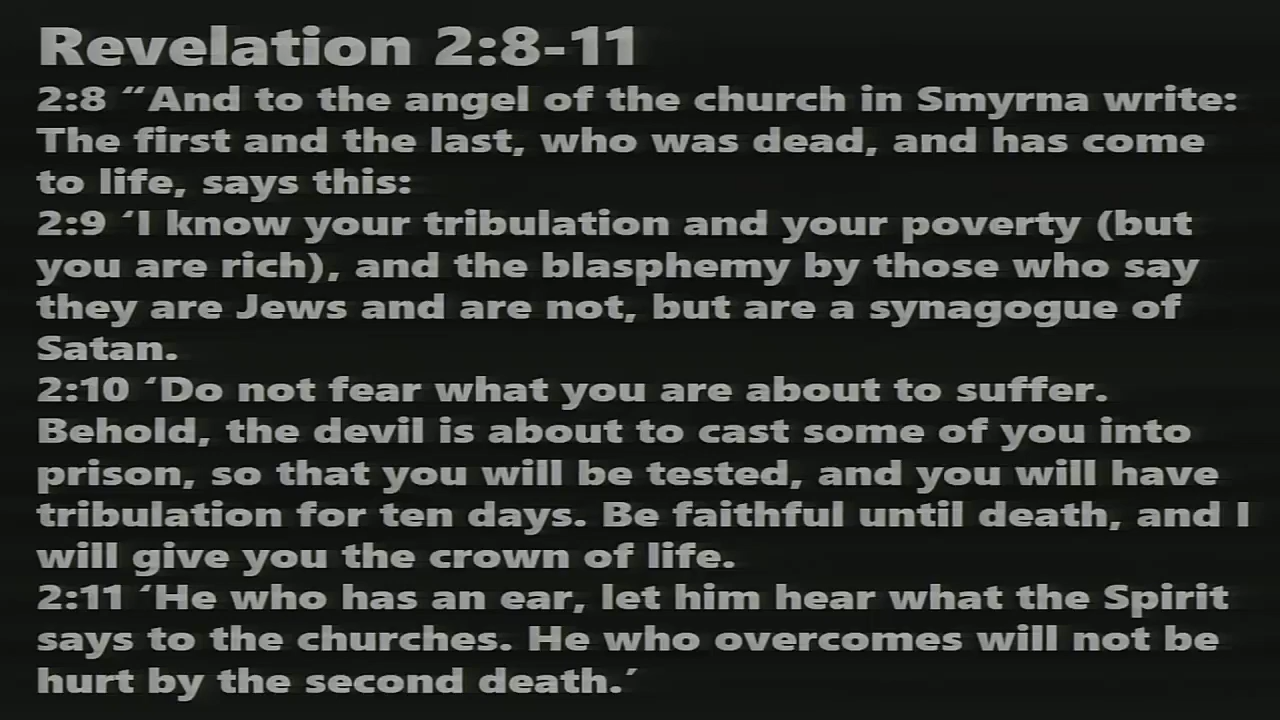 Revelation 2:8-11
2:8 “And to the angel of the church in Smyrna write:
The first and the last, who was dead, and has come
to life, says this:
2:9 ‘I know your tribulation and your poverty (but
you are rich), and the blasphemy by those who say
they are Jews and are not, but are a synagogue of
Satan.
2:10 ‘Do not fear what you are about to suffer.
Behold, the devil is about to cast some of you into
prison, so that you will be tested, and you will have
tribulation for ten days. Be faithful until death, and I
will give you the crown of life.
2:11 ‘He who has an ear, let him hear what the Spirit
says to the churches. He who overcomes will not be
hurt by the second death.’